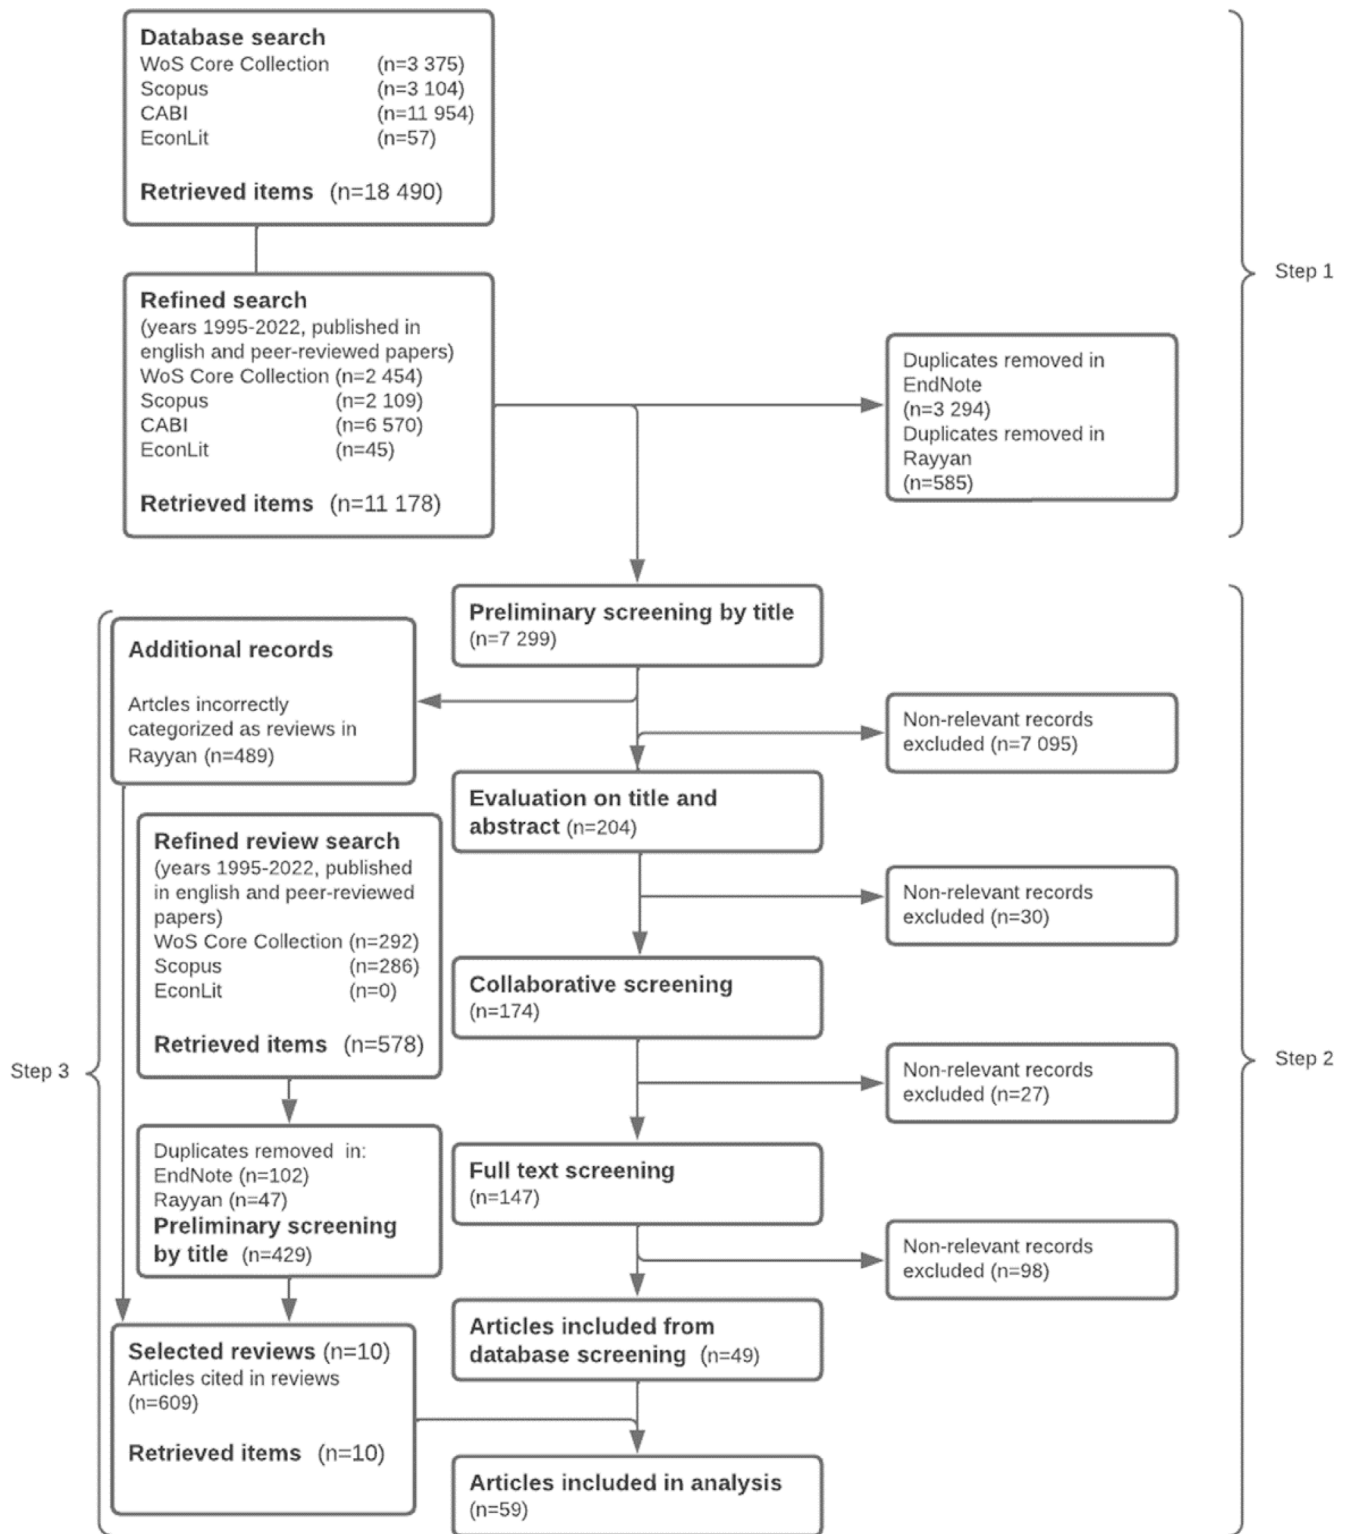 Database search
WoS Core Collection (n=3 375)
Scopus (n=3 104)
CABI (n=11 954)
EconLit (n=57)
Retrieved items (n=18 490)
Refined search
(years 1995-2022, published in
english and peer-reviewed papers)
WoS Core Collection (n=2 454)
Scopus (n=2 109)
CABI (n=6 570)
EconLit (n=45)
Retrieved items (n=11 178)
Duplicates removed in
EndNote
(n=3 294)
Duplicates removed in
Rayyan
(n=585)
Step 1
Preliminary screening by title
(n=7 299)
Additional records
Artcles incorrectly
categorized as reviews in
Rayyan (n=489)
Non-relevant records
excluded (n=7 095)
Evaluation on title and
abstract (n=204)
Refined review search
(years 1995-2022, published
in english and peer-reviewed
papers)
WoS Core Collection (n=292)
Scopus (n=286)
EconLit (n=0)
Retrieved items (n=578)
Non-relevant records
excluded (n=30)
Collaborative screening
(n=174)
Step 3
Step 2
Non-relevant records
excluded (n=27)
Duplicates removed in:
EndNote (n=102)
Rayyan (n=47)
Preliminary screening
by title (n=429)
Full text screening
(n=147)
Non-relevant records
excluded (n=98)
Selected reviews (n=10)
Articles cited in reviews
(n=609)
Retrieved items (n=10)
Articles included from
database screening (n=49)
Articles included in analysis
(n=59)